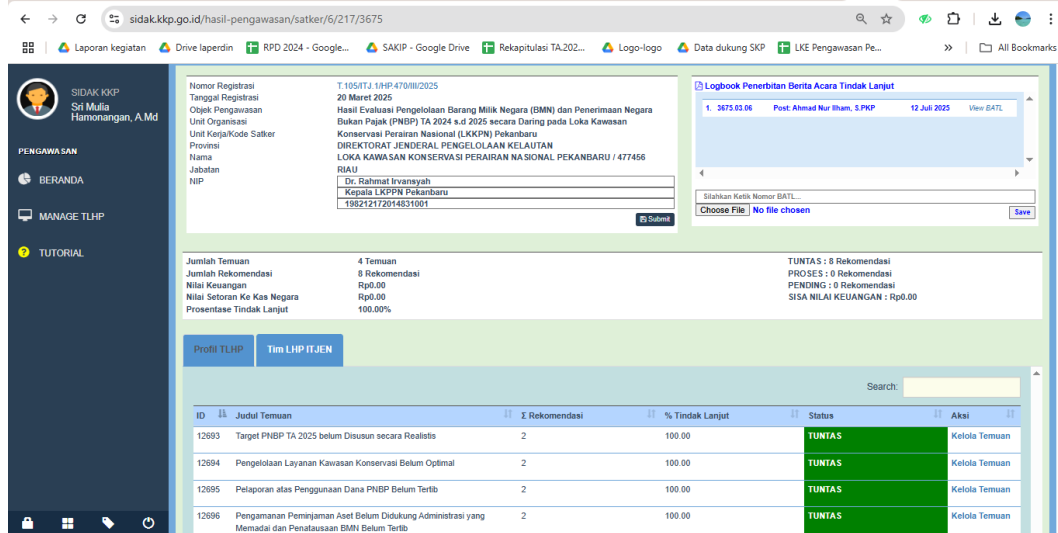 sidak.kkp.go.id/hasil-pengawasan/satker/6/217/3675
Laporan kegiatan
Drive laperdin
RPD 2024 - Google...
SAKIP - Google Drive
Rekapitulasi TA.202...
Logo-logo
Data dukung SKP
LKE Pengawasan Pe...
»
All Bookmarks
SIDAK KKP
Sri Mulia
Hamonangan, A.Md
PENGAWASAN
BERANDA
MANAGE TLHP
TUTORIAL
Nomor Registrasi T.105/ITJ.1/HP.470/III/2025
Tanggal Registrasi 20 Maret 2025
Objek Pengawasan Hasil Evaluasi Pengelolaan Barang Milik Negara (BMN) dan Penerimaan Negara
Unit Organisasi Bukan Pajak (PNBP) TA 2024 s.d 2025 secara Daring pada Loka Kawasan
Unit Kerja/Kode Satker Konservasi Perairan Nasional (LKKPN) Pekanbaru
Provinsi DIREKTORAT JENDERAL PENGELOLAAN KELAUTAN
Nama LOKA KAWASAN KONSERVASI PERAIRAN NASIONAL PEKANBARU / 477456
Jabatan RIAU
NIP Dr. Rahmat Irvansyah
Kepala LKPPN Pekanbaru
198212172014831001
Submit
Logbook Penerbitan Berita Acara Tindak Lanjut
1. 3675.03.06 Post: Ahmad Nur Ilham, S.PKP 12 Juli 2025 View BATL
Silahkan Ketik Nomor BATL...
Choose File No file chosen
Save
Jumlah Temuan 4 Temuan TUNTAS : 8 Rekomendasi
Jumlah Rekomendasi 8 Rekomendasi PROSES : 0 Rekomendasi
Nilai Keuangan Rp0.00 PENDING : 0 Rekomendasi
Nilai Setoran Ke Kas Negara Rp0.00 SISA NILAI KEUANGAN : Rp0.00
Prosentase Tindak Lanjut 100.00%
Profil TLHP
Tim LHP ITJEN
Search:
ID Judul Temuan Σ Rekomendasi % Tindak Lanjut Status Aksi
12693 Target PNBP TA 2025 belum Disusun secara Realistis 2 100.00 TUNTAS Kelola Temuan
12694 Pengelolaan Layanan Kawasan Konservasi Belum Optimal 2 100.00 TUNTAS Kelola Temuan
12695 Pelaporan atas Penggunaan Dana PNBP Belum Tertib 2 100.00 TUNTAS Kelola Temuan
12696 Pengamanan Peminjaman Aset Belum Didukung Administrasi yang 2 100.00 TUNTAS Kelola Temuan
Memadai dan Penatausaan BMN Belum Tertib